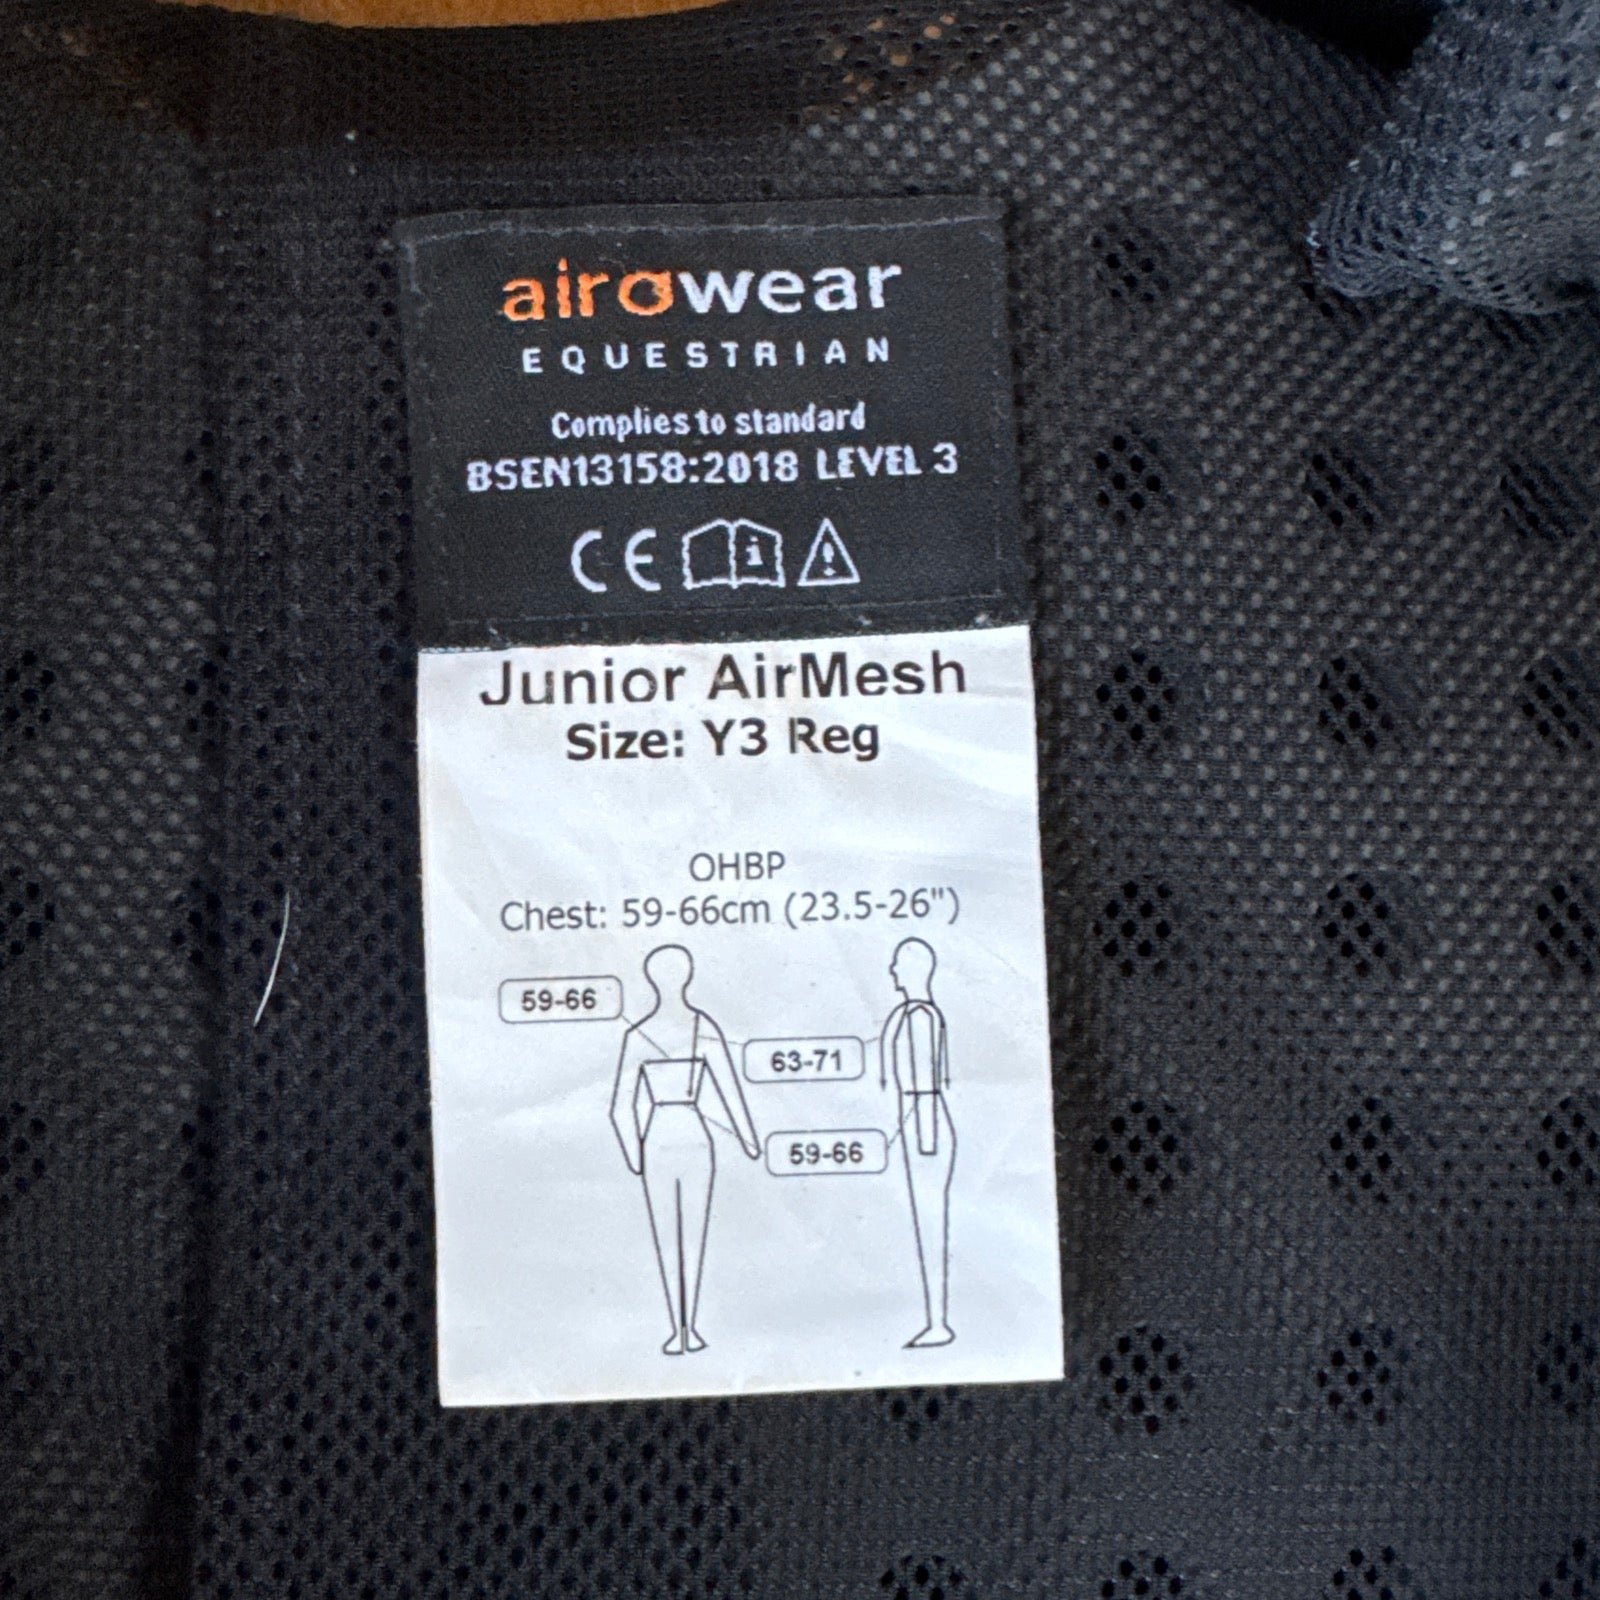 airowear
EQUESTRIAN
Complies to standard
BSEN13158:2018 LEVEL 3
CE i !
Junior AirMesh
Size: Y3 Reg
OHBP
Chest: 59-66cm (23.5-26")
59-66
63-71
59-66